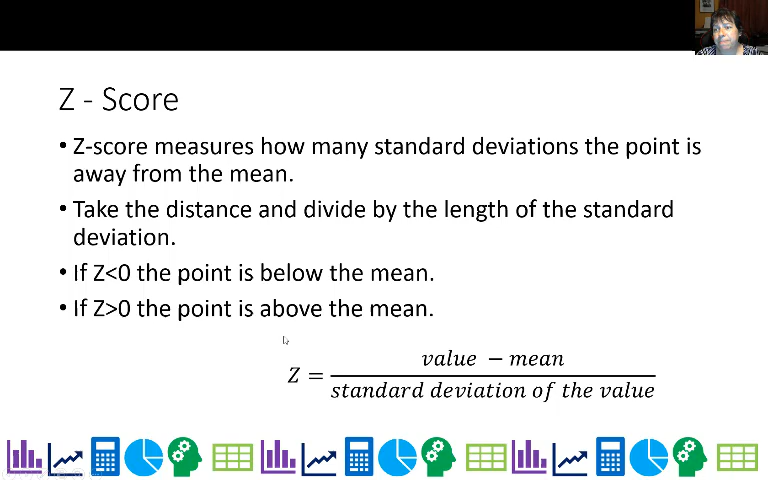 Z - Score
• Z-score measures how many standard deviations the point is
away from the mean.
• Take the distance and divide by the length of the standard
deviation.
• If Z<0 the point is below the mean.
• If Z>0 the point is above the mean.
Z = value − mean / standard deviation of the value